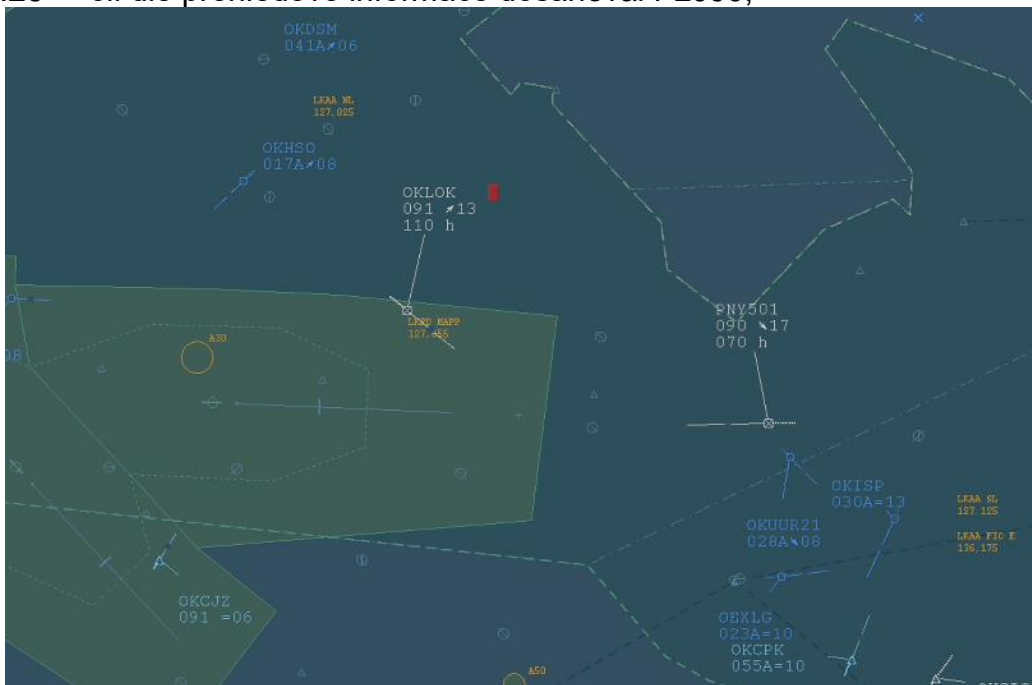 OKDSM
041A↗06
LKAA NL
127,825
OKHSO
017A↗08
OKLOK
091 ↗13
110 h
PNY501
090 ↘17
070 h
LKPD MAPP
127,655
A30
OKISP
030A=13
LKAA SL
127,125
OKUUR21
028A↘08
LKAA FIC E
136,175
OKCJZ
091 =06
OEXLG
023A=10
OKCPK
055A=10
A50